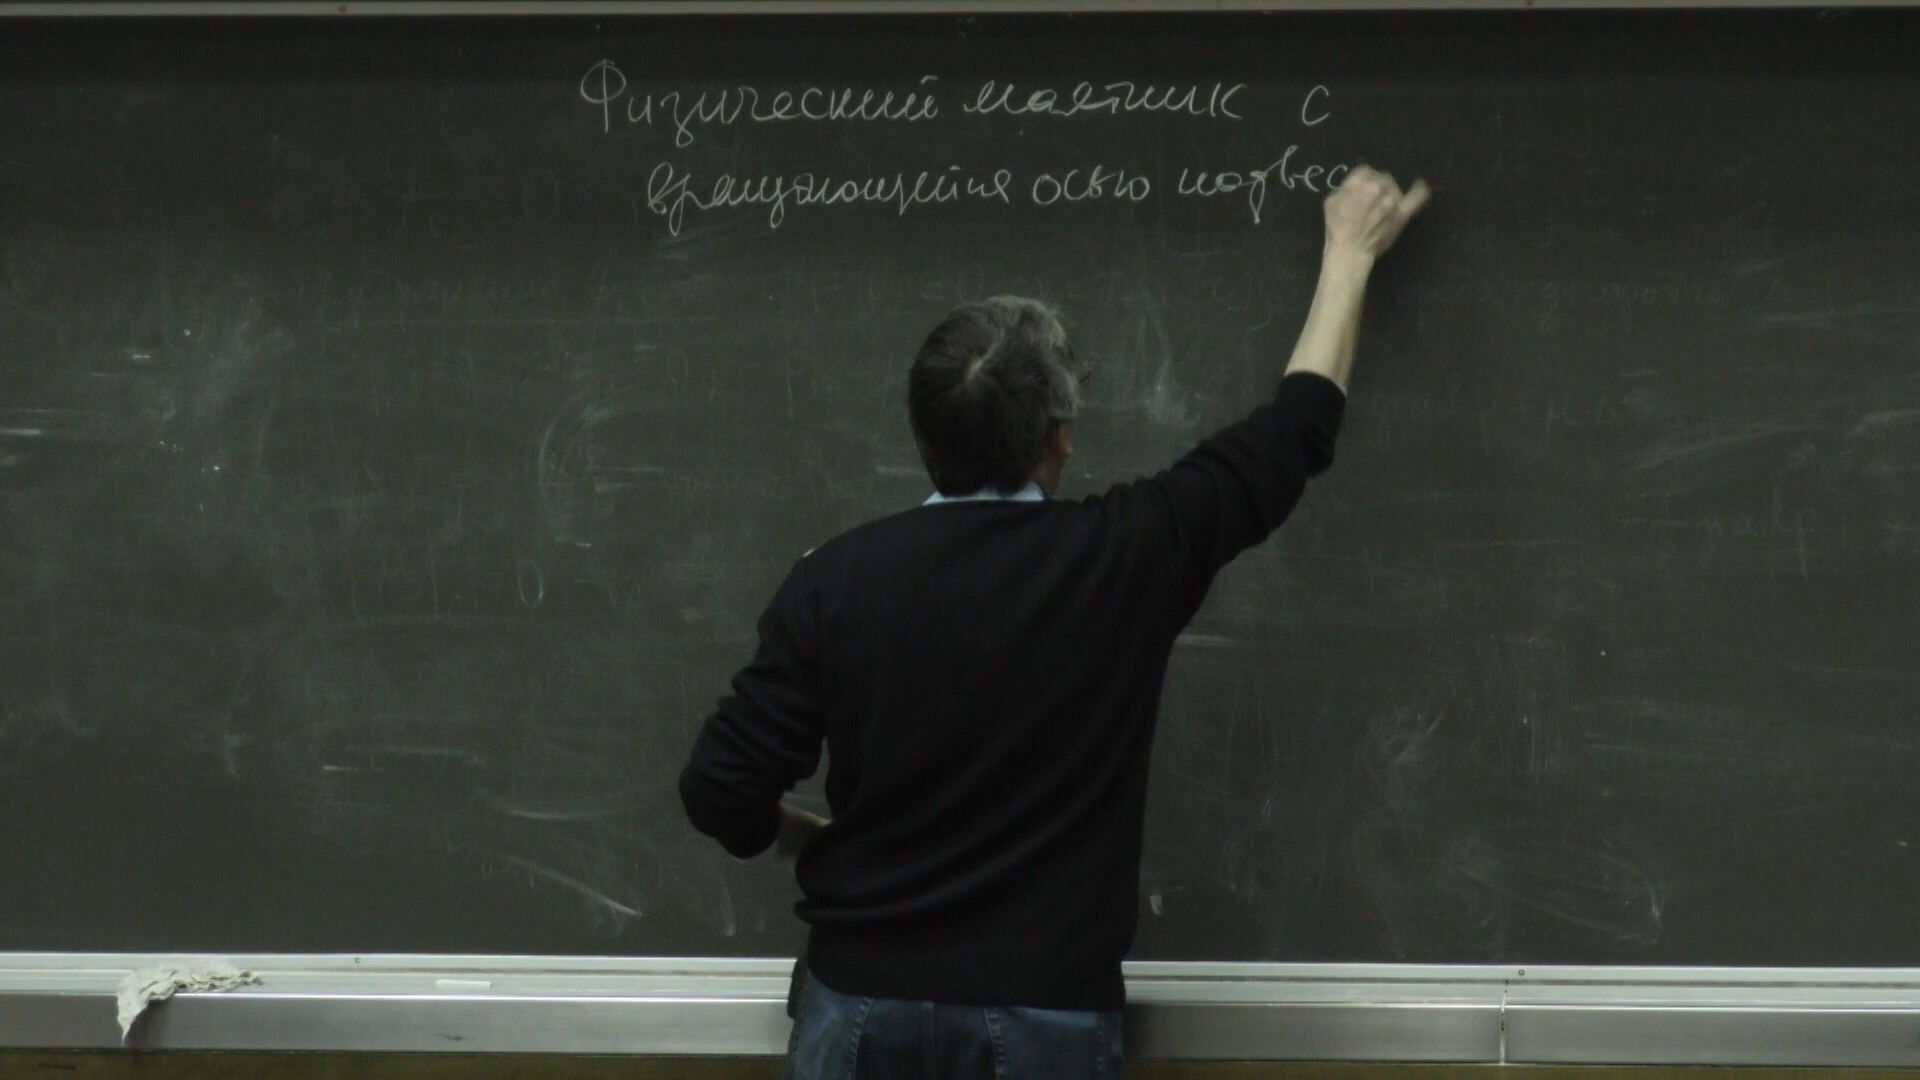 Физический маятник с
вращающейся осью подвес